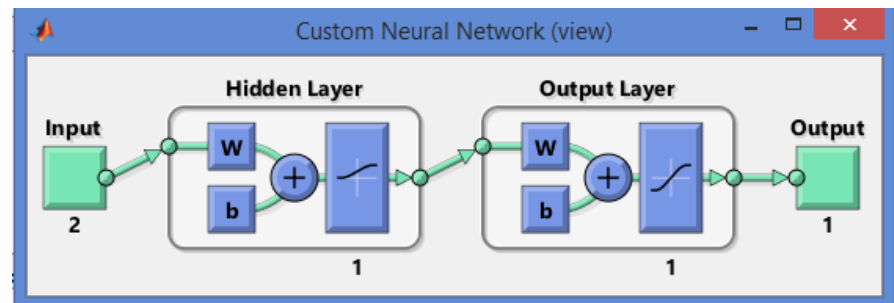 Custom Neural Network (view)
Hidden Layer
Output Layer
Input
Output
W
W
b
b
2
1
1
1